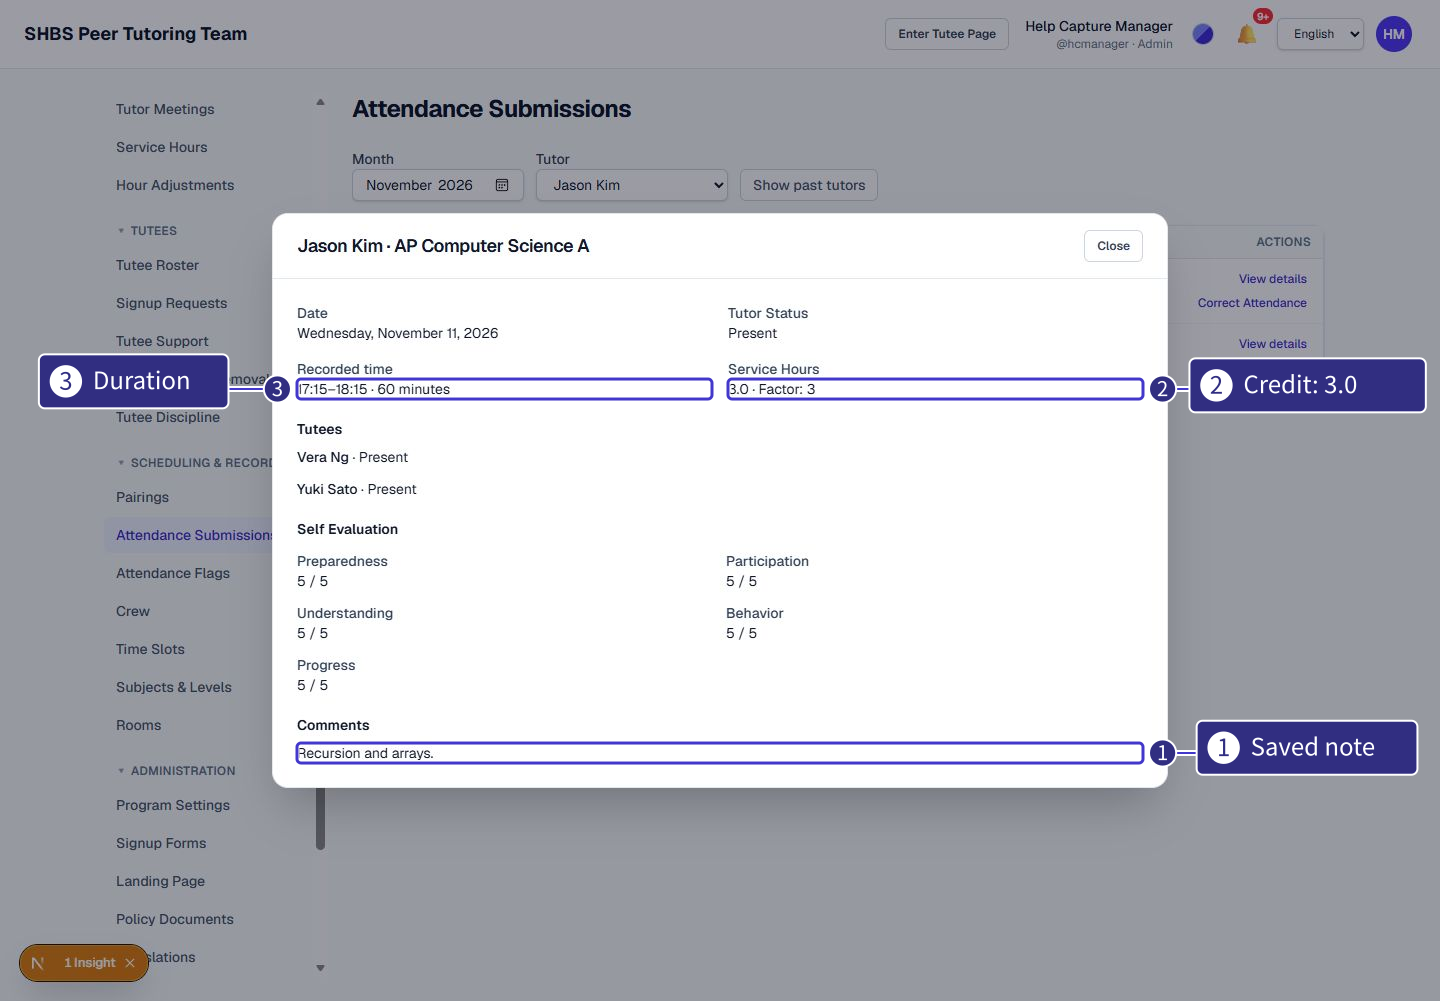 SHBS Peer Tutoring Team
Enter Tutee Page
Help Capture Manager
@hcmanager · Admin
9+
English
HM
Tutor Meetings
Service Hours
Hour Adjustments
TUTEES
Tutee Roster
Signup Requests
Tutee Support
moval
Tutee Discipline
SCHEDULING & RECORD
Pairings
Attendance Submissions
Attendance Flags
Crew
Time Slots
Subjects & Levels
Rooms
ADMINISTRATION
Program Settings
Signup Forms
Landing Page
Policy Documents
slations
N 1 Insight ×
Attendance Submissions
Month
November 2026
Tutor
Jason Kim
Show past tutors
ACTIONS
View details
Correct Attendance
View details
Jason Kim · AP Computer Science A
Close
Date
Wednesday, November 11, 2026
Tutor Status
Present
Recorded time
17:15–18:15 · 60 minutes
Service Hours
3.0 · Factor: 3
Tutees
Vera Ng · Present
Yuki Sato · Present
Self Evaluation
Preparedness
5 / 5
Participation
5 / 5
Understanding
5 / 5
Behavior
5 / 5
Progress
5 / 5
Comments
Recursion and arrays.
3 Duration
3
2
2 Credit: 3.0
1
1 Saved note